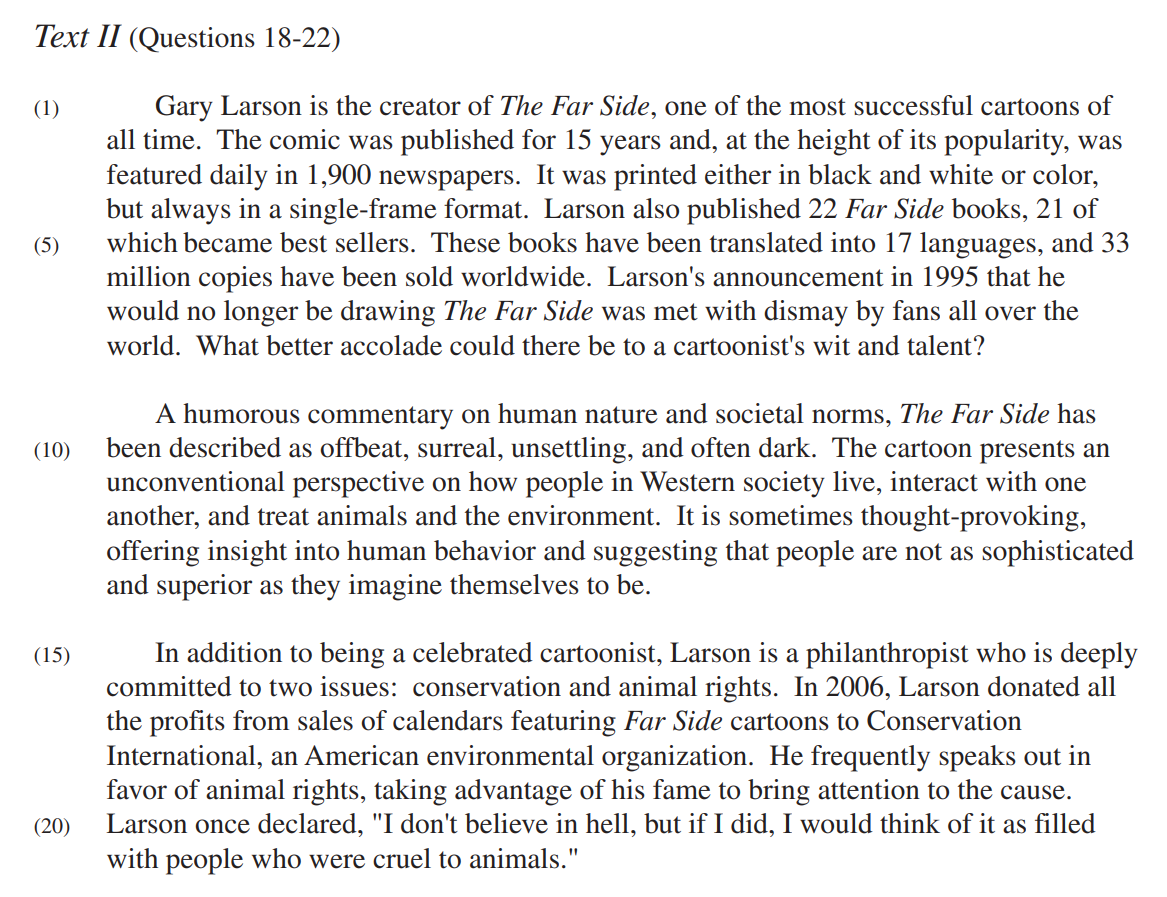 Text II (Questions 18-22)
(1) Gary Larson is the creator of The Far Side, one of the most successful cartoons of
all time.  The comic was published for 15 years and, at the height of its popularity, was
featured daily in 1,900 newspapers.  It was printed either in black and white or color,
but always in a single-frame format.  Larson also published 22 Far Side books, 21 of
(5) which became best sellers.  These books have been translated into 17 languages, and 33
million copies have been sold worldwide.  Larson's announcement in 1995 that he
would no longer be drawing The Far Side was met with dismay by fans all over the
world.  What better accolade could there be to a cartoonist's wit and talent?
A humorous commentary on human nature and societal norms, The Far Side has
(10) been described as offbeat, surreal, unsettling, and often dark.  The cartoon presents an
unconventional perspective on how people in Western society live, interact with one
another, and treat animals and the environment.  It is sometimes thought-provoking,
offering insight into human behavior and suggesting that people are not as sophisticated
and superior as they imagine themselves to be.
(15) In addition to being a celebrated cartoonist, Larson is a philanthropist who is deeply
committed to two issues:  conservation and animal rights.  In 2006, Larson donated all
the profits from sales of calendars featuring Far Side cartoons to Conservation
International, an American environmental organization.  He frequently speaks out in
favor of animal rights, taking advantage of his fame to bring attention to the cause.
(20) Larson once declared, "I don't believe in hell, but if I did, I would think of it as filled
with people who were cruel to animals."